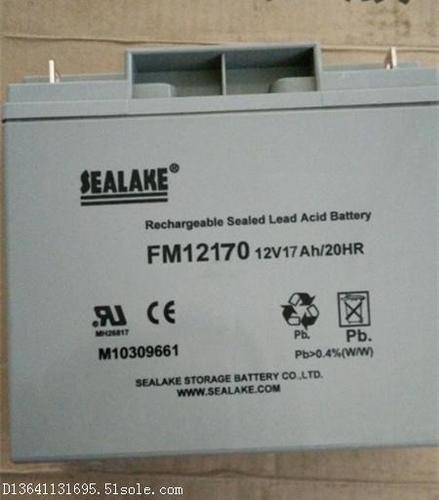 SEALAKE®
Rechargeable Sealed Lead Acid Battery
FM12170 12V17Ah/20HR
MH26817
CE
Pb. Pb.
M10309661
Pb>0.4%(W/W)
SEALAKE STORAGE BATTERY CO.,LTD.
WWW.SEALAKE.COM
D13641131695.51sole.com